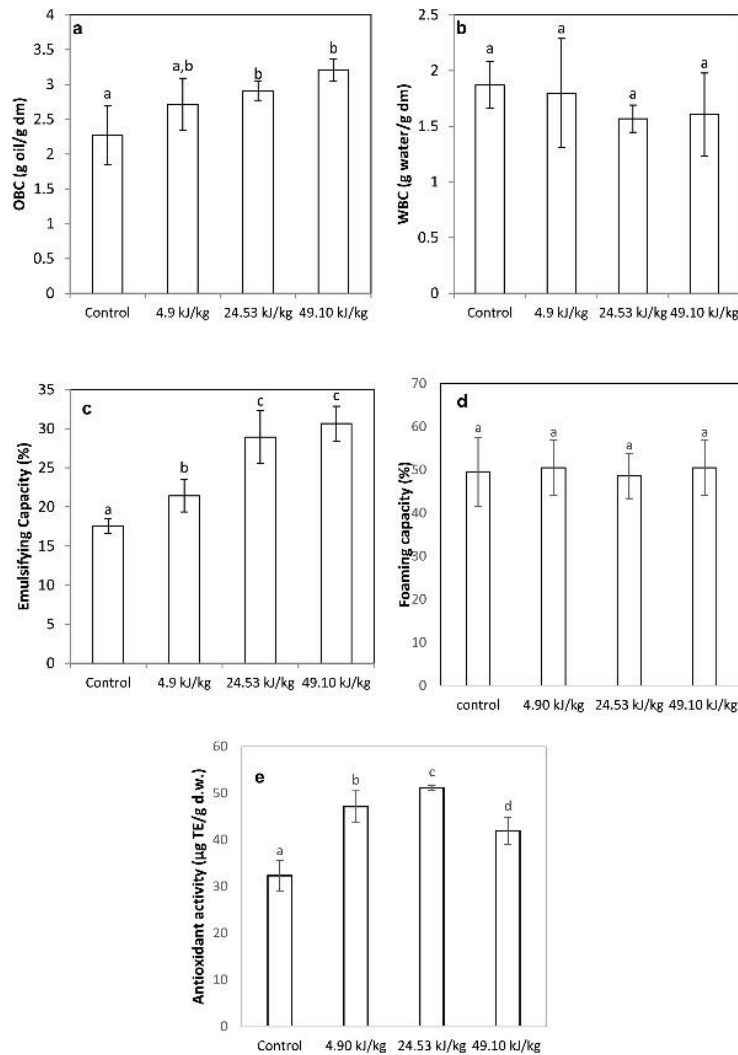 a
OBC (g oil/g dm)
4
3.5
3
2.5
2
1.5
1
0.5
0
a
a,b
b
b
Control
4.9 kJ/kg
24.53 kJ/kg
49.10 kJ/kg
b
WBC (g water/g dm)
2.5
2
1.5
1
0.5
0
a
a
a
a
Control
4.9 kJ/kg
24.53 kJ/kg
49.10 kJ/kg
c
Emulsifying Capacity (%)
35
30
25
20
15
10
5
0
a
b
c
c
Control
4.9 kJ/kg
24.53 kJ/kg
49.10 kJ/kg
d
Foaming capacity (%)
70
60
50
40
30
20
10
0
a
a
a
a
control
4.90 kJ/kg
24.53 kJ/kg
49.10 kJ/kg
e
Antioxidant activity (µg TE/g d.w.)
60
50
40
30
20
10
0
a
b
c
d
Control
4.90 kJ/kg
24.53 kJ/kg
49.10 kJ/kg